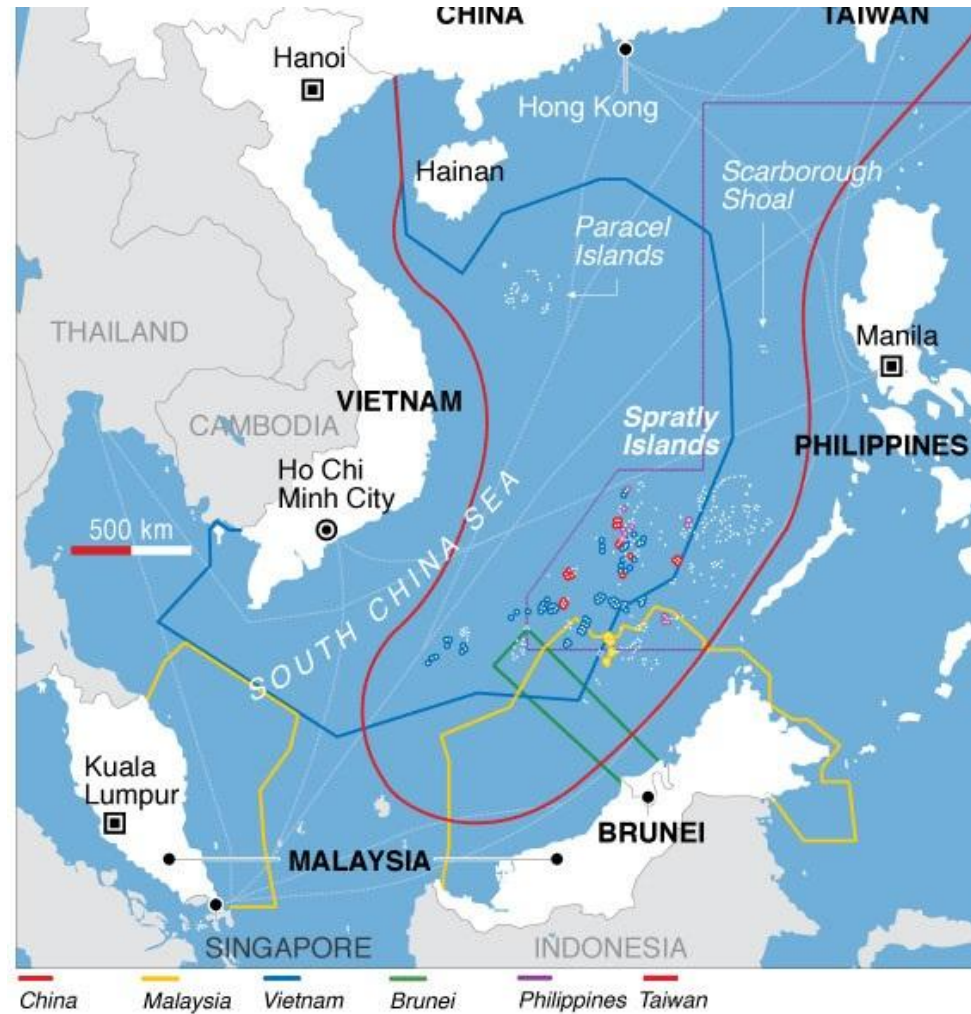 CHINA
TAIWAN
Hanoi
Hong Kong
Hainan
Scarborough
Shoal
Paracel
Islands
THAILAND
Manila
VIETNAM
CAMBODIA
Spratly
Islands
PHILIPPINES
Ho Chi
Minh City
500 km
SOUTH CHINA SEA
Kuala
Lumpur
BRUNEI
MALAYSIA
SINGAPORE
INDONESIA
China
Malaysia
Vietnam
Brunei
Philippines
Taiwan